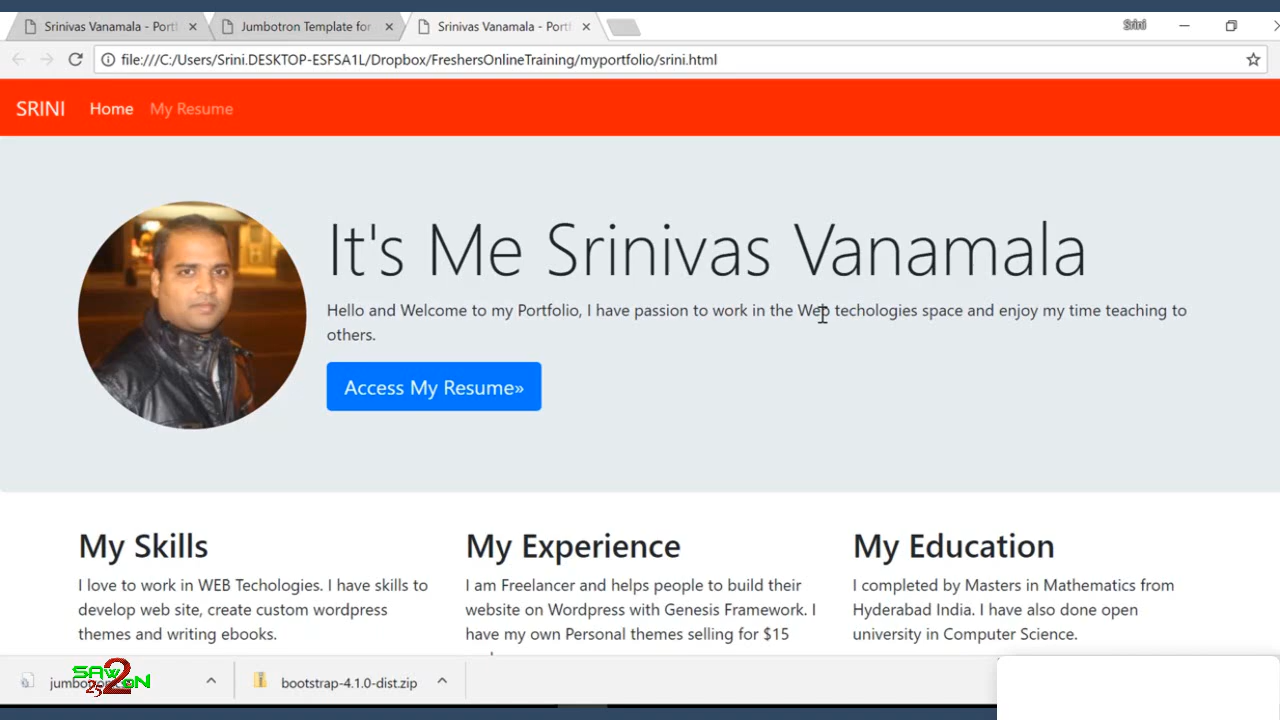 Srinivas Vanamala - Port
Jumbotron Template for
Srinivas Vanamala - Port
Srini
file:///C:/Users/Srini.DESKTOP-ESFSA1L/Dropbox/FreshersOnlineTraining/myportfolio/srini.html
SRINI Home My Resume
It's Me Srinivas Vanamala
Hello and Welcome to my Portfolio, I have passion to work in the Web techologies space and enjoy my time teaching to
others.
Access My Resume»
My Skills
I love to work in WEB Techologies. I have skills to
develop web site, create custom wordpress
themes and writing ebooks.
My Experience
I am Freelancer and helps people to build their
website on Wordpress with Genesis Framework. I
have my own Personal themes selling for $15
My Education
I completed by Masters in Mathematics from
Hyderabad India. I have also done open
university in Computer Science.
bootstrap-4.1.0-dist.zip